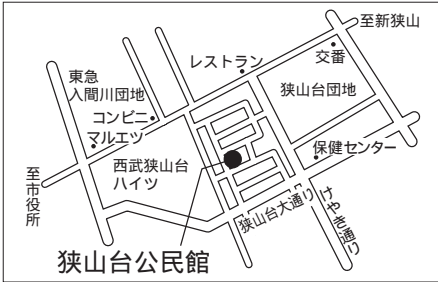 至新狭山
交番
レストラン
狭山台団地
東急
入間川団地
コンビニ
マルエツ
保健センター
西武狭山台
ハイツ
至市役所
狭山台大通り
けやき通り
狭山台公民館